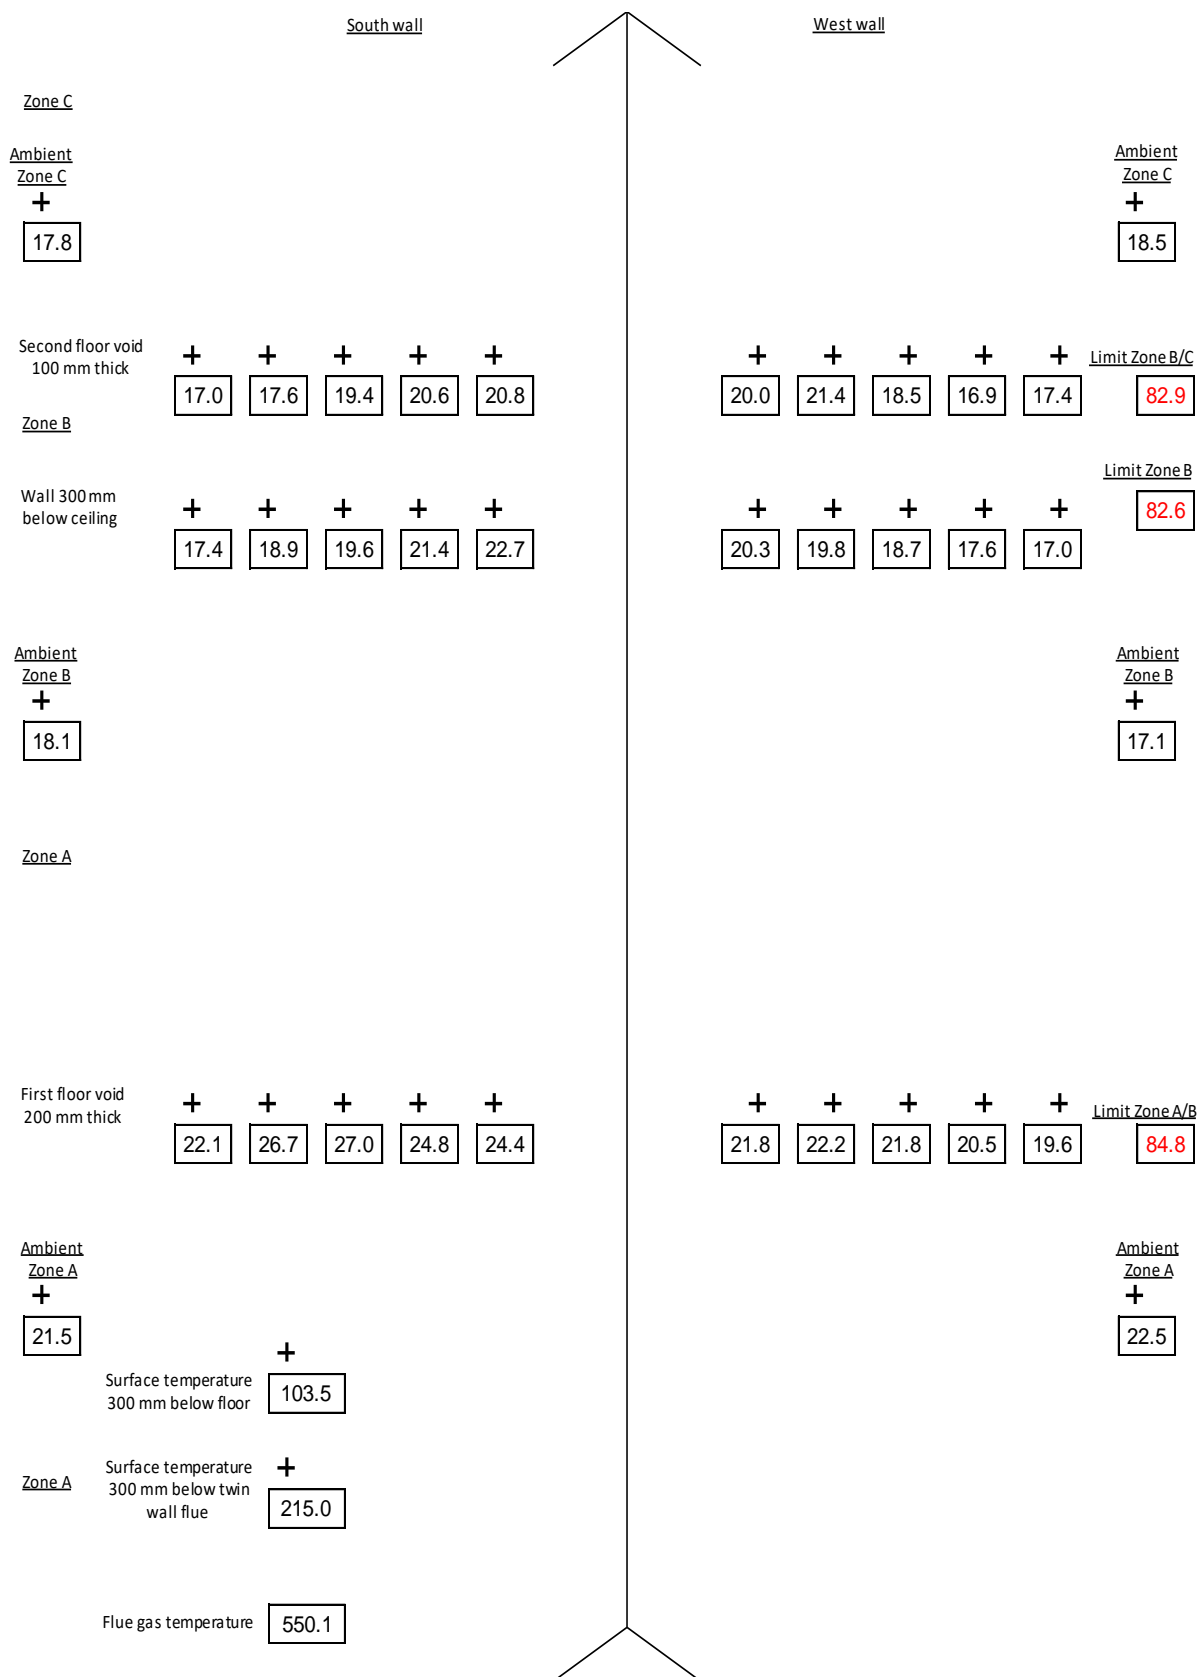 South wall
West wall
Zone C
Ambient
Zone C
+
17.8
Ambient
Zone C
+
18.5
Second floor void
100 mm thick
+ + + + +
17.0 17.6 19.4 20.6 20.8
+ + + + +
20.0 21.4 18.5 16.9 17.4
Limit Zone B/C
82.9
Zone B
Limit Zone B
82.6
Wall 300 mm
below ceiling
+ + + + +
17.4 18.9 19.6 21.4 22.7
+ + + + +
20.3 19.8 18.7 17.6 17.0
Ambient
Zone B
+
18.1
Ambient
Zone B
+
17.1
Zone A
First floor void
200 mm thick
+ + + + +
22.1 26.7 27.0 24.8 24.4
+ + + + +
21.8 22.2 21.8 20.5 19.6
Limit Zone A/B
84.8
Ambient
Zone A
+
21.5
Ambient
Zone A
+
22.5
+
Surface temperature
300 mm below floor
103.5
Zone A
+
Surface temperature
300 mm below twin
wall flue
215.0
Flue gas temperature
550.1